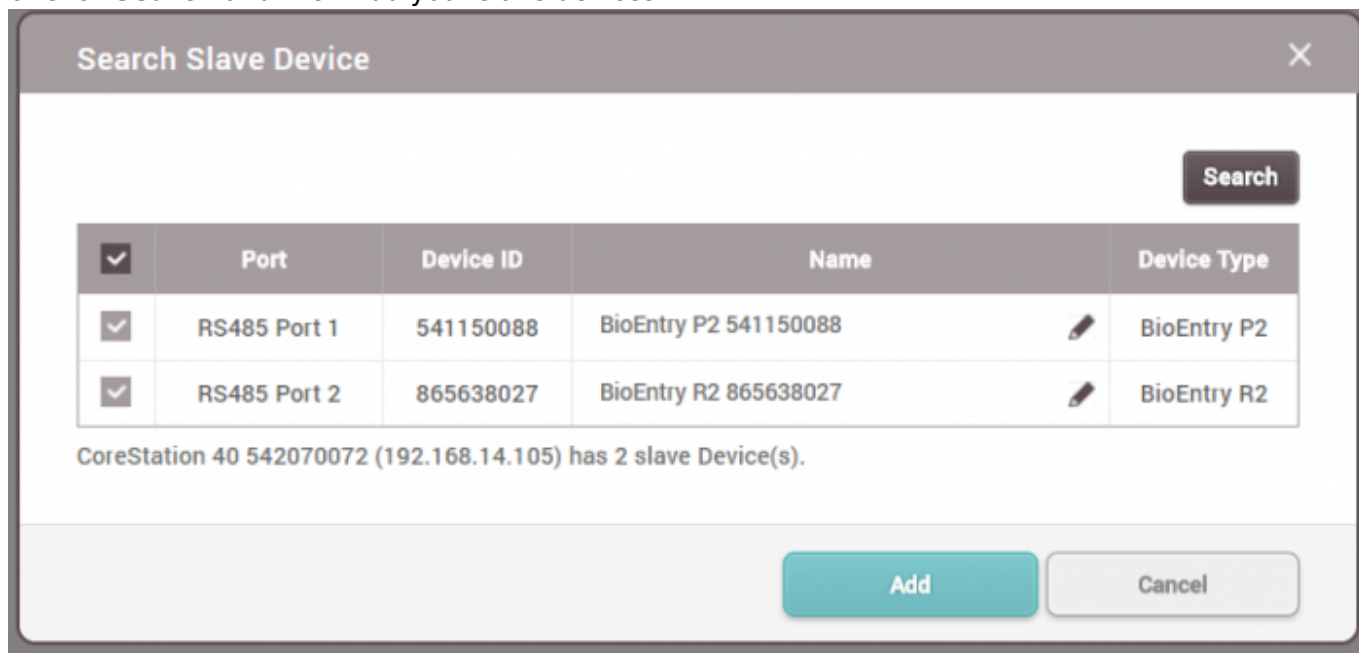 Search Slave Device
Search
Port Device ID Name Device Type
RS485 Port 1 541150088 BioEntry P2 541150088 BioEntry P2
RS485 Port 2 865638027 BioEntry R2 865638027 BioEntry R2
CoreStation 40 542070072 (192.168.14.105) has 2 slave Device(s).
Add Cancel